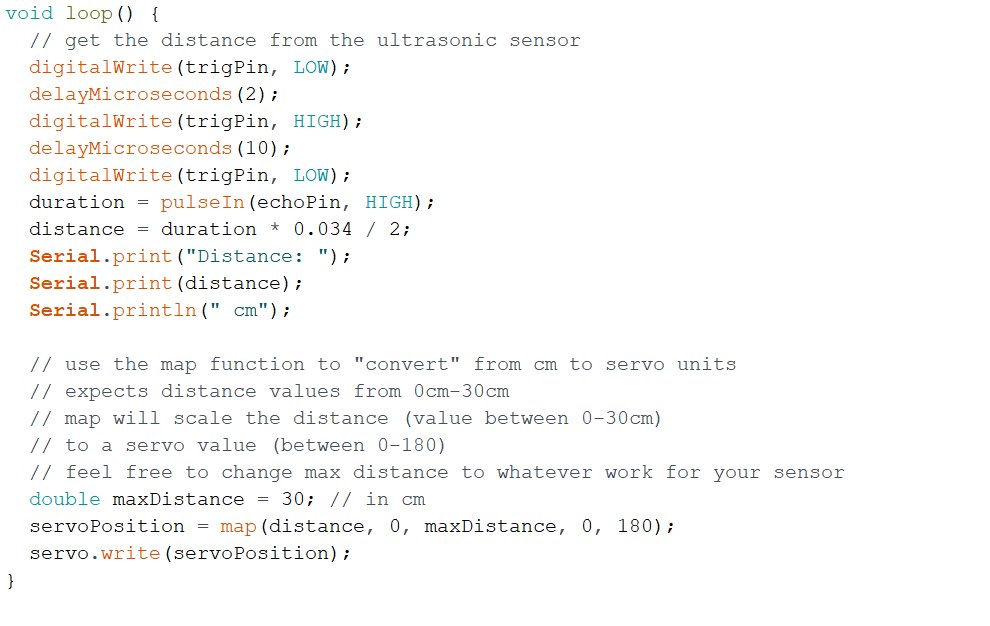 void loop() {
  // get the distance from the ultrasonic sensor
  digitalWrite(trigPin, LOW);
  delayMicroseconds(2);
  digitalWrite(trigPin, HIGH);
  delayMicroseconds(10);
  digitalWrite(trigPin, LOW);
  duration = pulseIn(echoPin, HIGH);
  distance = duration * 0.034 / 2;
  Serial.print("Distance: ");
  Serial.print(distance);
  Serial.println(" cm");

  // use the map function to "convert" from cm to servo units
  // expects distance values from 0cm-30cm
  // map will scale the distance (value between 0-30cm)
  // to a servo value (between 0-180)
  // feel free to change max distance to whatever work for your sensor
  double maxDistance = 30; // in cm
  servoPosition = map(distance, 0, maxDistance, 0, 180);
  servo.write(servoPosition);
}